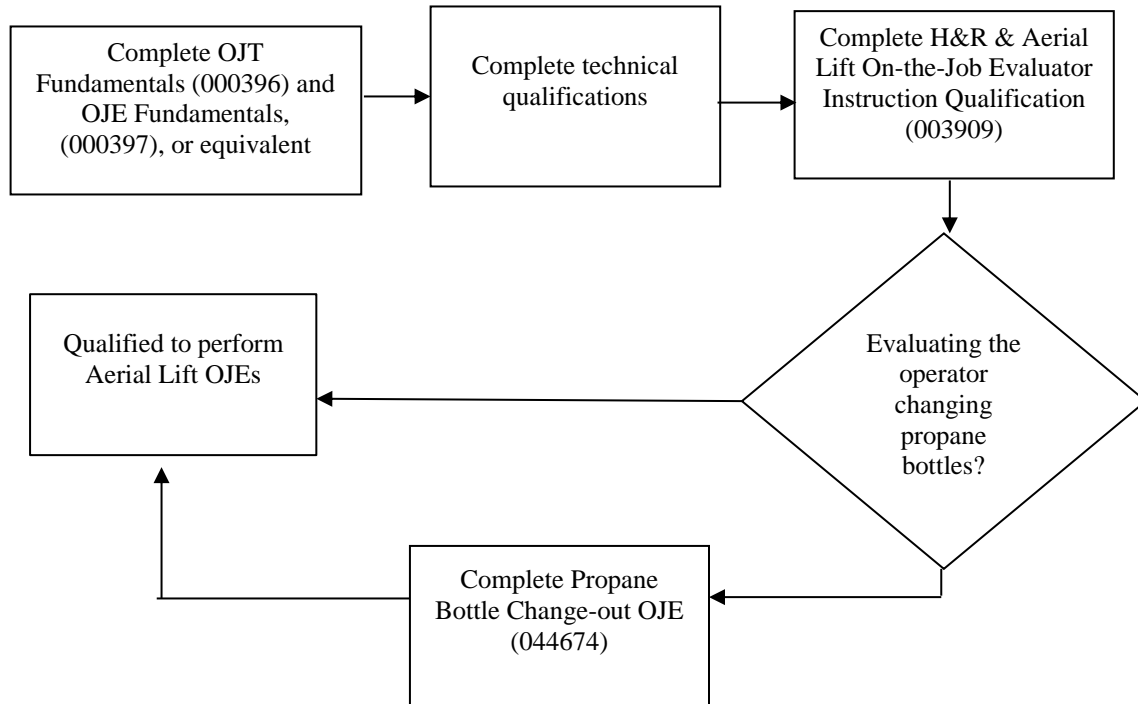 Complete OJT
Fundamentals (000396) and
OJE Fundamentals,
(000397), or equivalent
Complete technical
qualifications
Complete H&R & Aerial
Lift On-the-Job Evaluator
Instruction Qualification
(003909)
Evaluating the
operator
changing
propane
bottles?
Qualified to perform
Aerial Lift OJEs
Complete Propane
Bottle Change-out OJE
(044674)